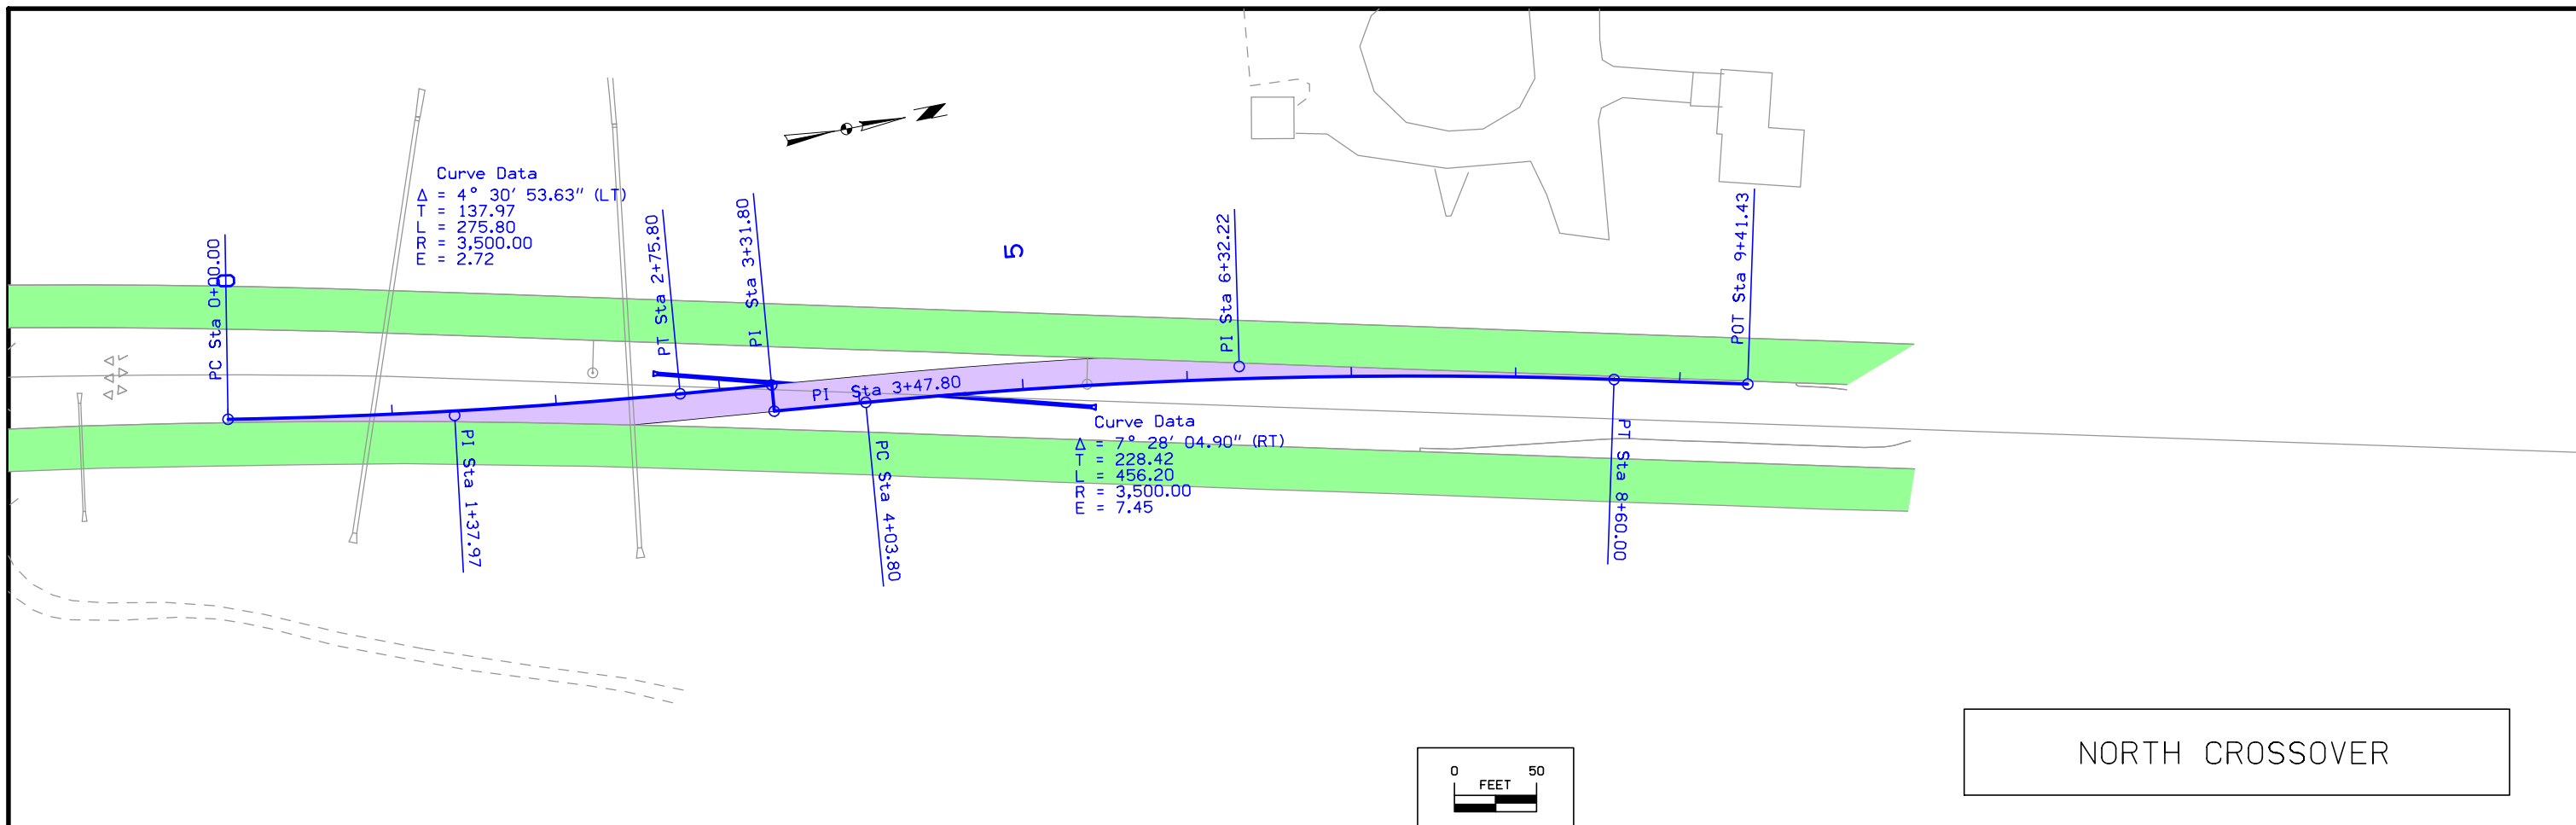 Curve Data
Δ = 4° 30′ 53.63″ (LT)
T = 137.97
L = 275.80
R = 3,500.00
E = 2.72
PC Sta 0+00.00
0
PI Sta 1+37.97
PT Sta 2+75.80
PI Sta 3+31.80
PI Sta 3+47.80
PC Sta 4+03.80
5
N
PI Sta 6+32.22
Curve Data
Δ = 7° 28′ 04.90″ (RT)
T = 228.42
L = 456.20
R = 3,500.00
E = 7.45
PT Sta 8+60.00
POT Sta 9+41.43
0 50
FEET
NORTH CROSSOVER